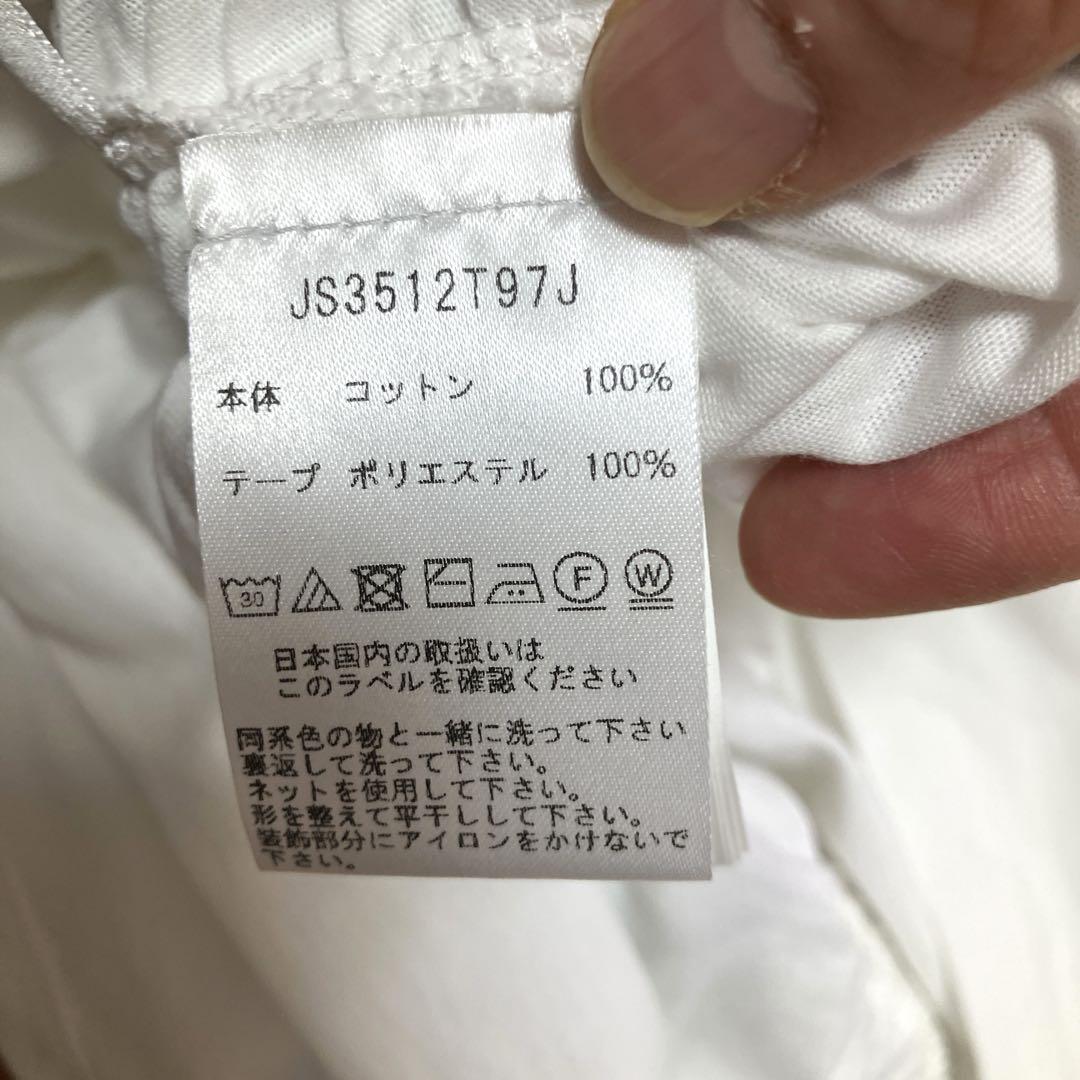 JS3512T97J
本体 コットン 100%
テープ ポリエステル 100%
30 F W
日本国内の取扱いは
このラベルを確認ください
同系色の物と一緒に洗って下さい
裏返して洗って下さい。
ネットを使用して下さい。
形を整えて平干しして下さい。
装飾部分にアイロンをかけないで
下さい。